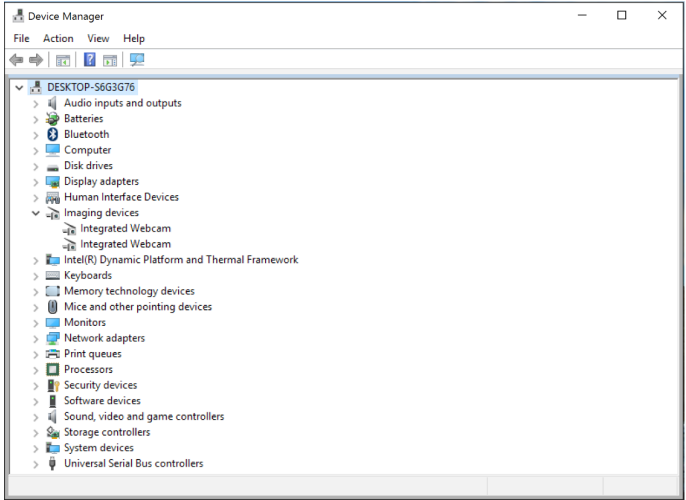 Device Manager
File Action View Help
DESKTOP-S6G3G76
Audio inputs and outputs
Batteries
Bluetooth
Computer
Disk drives
Display adapters
Human Interface Devices
Imaging devices
Integrated Webcam
Integrated Webcam
Intel(R) Dynamic Platform and Thermal Framework
Keyboards
Memory technology devices
Mice and other pointing devices
Monitors
Network adapters
Print queues
Processors
Security devices
Software devices
Sound, video and game controllers
Storage controllers
System devices
Universal Serial Bus controllers